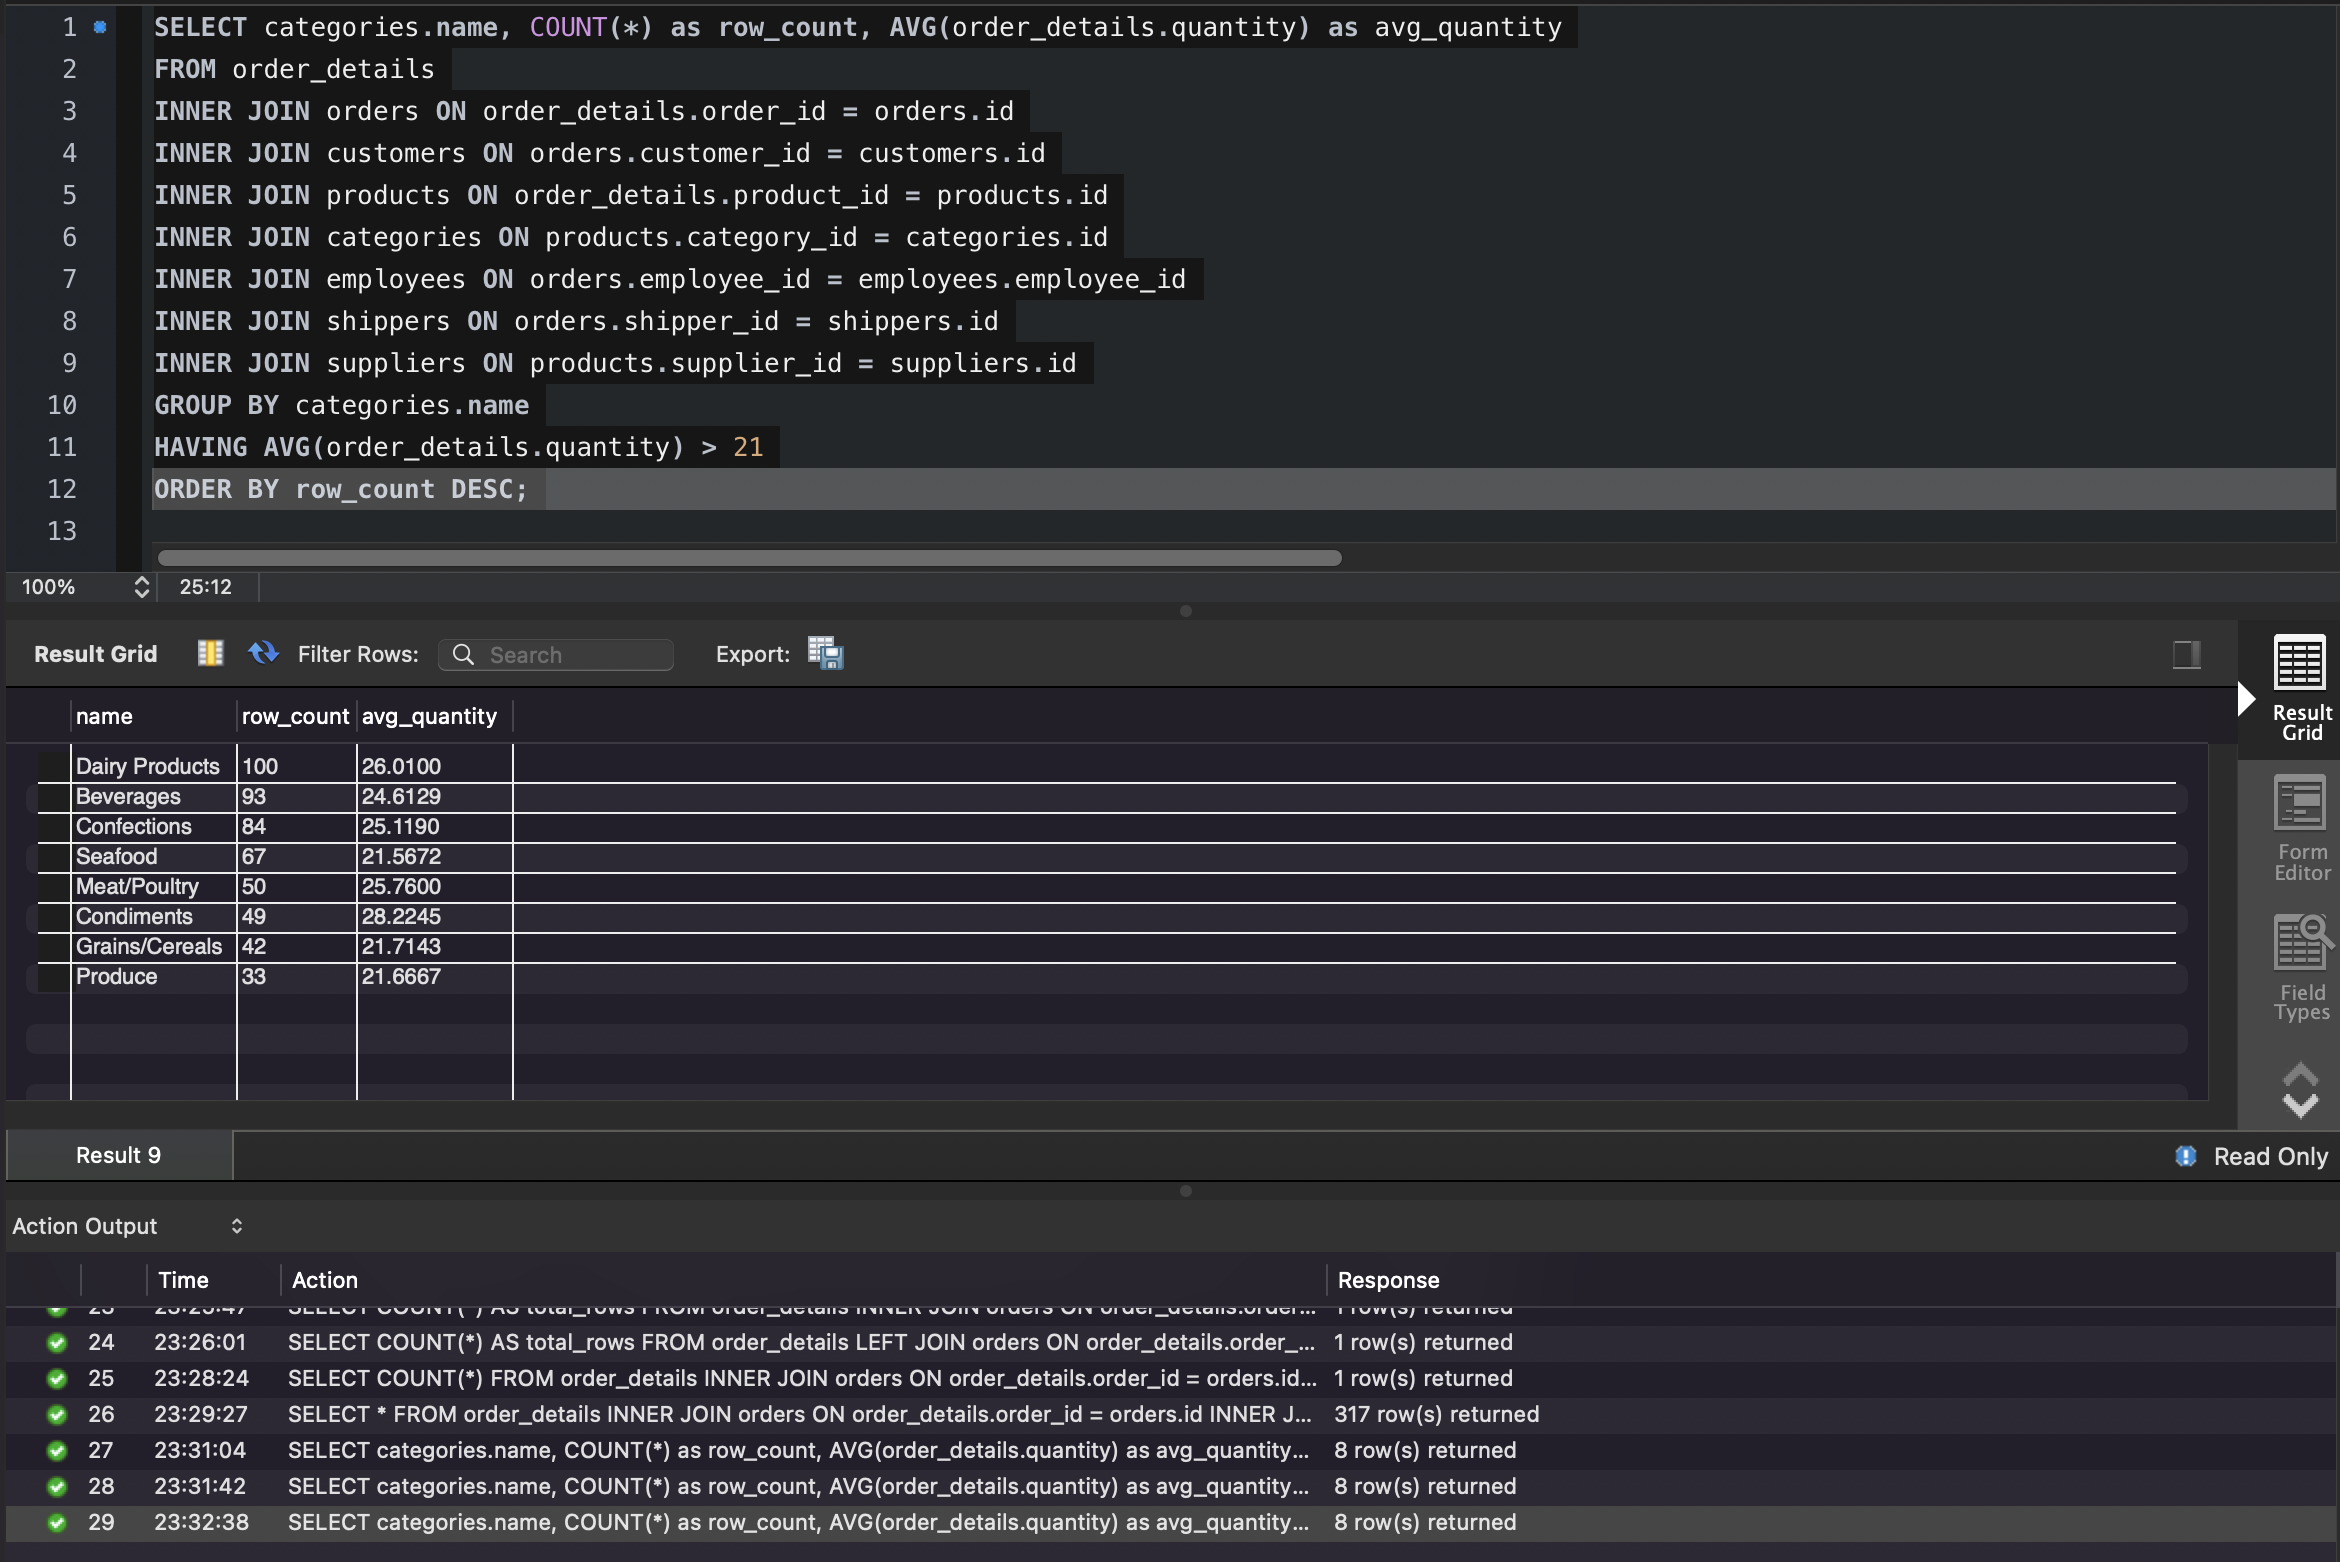 1 SELECT categories.name, COUNT(*) as row_count, AVG(order_details.quantity) as avg_quantity
2 FROM order_details
3 INNER JOIN orders ON order_details.order_id = orders.id
4 INNER JOIN customers ON orders.customer_id = customers.id
5 INNER JOIN products ON order_details.product_id = products.id
6 INNER JOIN categories ON products.category_id = categories.id
7 INNER JOIN employees ON orders.employee_id = employees.employee_id
8 INNER JOIN shippers ON orders.shipper_id = shippers.id
9 INNER JOIN suppliers ON products.supplier_id = suppliers.id
10 GROUP BY categories.name
11 HAVING AVG(order_details.quantity) > 21
12 ORDER BY row_count DESC;
13
100% 25:12
Result Grid Filter Rows: Search Export:
name row_count avg_quantity
Dairy Products 100 26.0100
Beverages 93 24.6129
Confections 84 25.1190
Seafood 67 21.5672
Meat/Poultry 50 25.7600
Condiments 49 28.2245
Grains/Cereals 42 21.7143
Produce 33 21.6667
Result
Grid
Form
Editor
Field
Types
Result 9 Read Only
Action Output
Time Action Response
23 23:25:47 SELECT COUNT(*) AS total_rows FROM order_details INNER JOIN orders ON order_details.order... 1 row(s) returned
24 23:26:01 SELECT COUNT(*) AS total_rows FROM order_details LEFT JOIN orders ON order_details.order_... 1 row(s) returned
25 23:28:24 SELECT COUNT(*) FROM order_details INNER JOIN orders ON order_details.order_id = orders.id... 1 row(s) returned
26 23:29:27 SELECT * FROM order_details INNER JOIN orders ON order_details.order_id = orders.id INNER J... 317 row(s) returned
27 23:31:04 SELECT categories.name, COUNT(*) as row_count, AVG(order_details.quantity) as avg_quantity... 8 row(s) returned
28 23:31:42 SELECT categories.name, COUNT(*) as row_count, AVG(order_details.quantity) as avg_quantity... 8 row(s) returned
29 23:32:38 SELECT categories.name, COUNT(*) as row_count, AVG(order_details.quantity) as avg_quantity... 8 row(s) returned